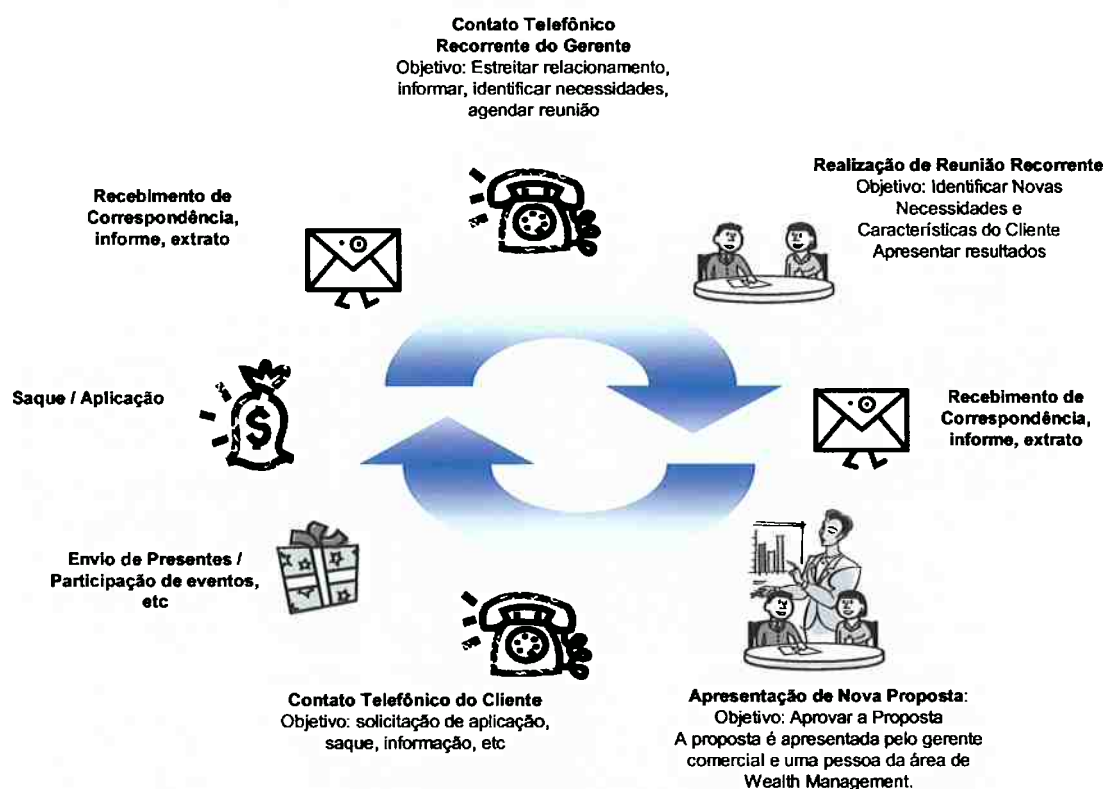 Contato Telefônico
Recorrente do Gerente
Objetivo: Estreitar relacionamento,
informar, identificar necessidades,
agendar reunião
Realização de Reunião Recorrente
Objetivo: Identificar Novas
Necessidades e
Características do Cliente
Apresentar resultados
Recebimento de
Correspondência,
informe, extrato
Apresentação de Nova Proposta:
Objetivo: Aprovar a Proposta
A proposta é apresentada pelo gerente
comercial e uma pessoa da área de
Wealth Management.
Contato Telefônico do Cliente
Objetivo: solicitação de aplicação,
saque, informação, etc
Envio de Presentes /
Participação de eventos,
etc
Saque / Aplicação
$
Recebimento de
Correspondência,
informe, extrato